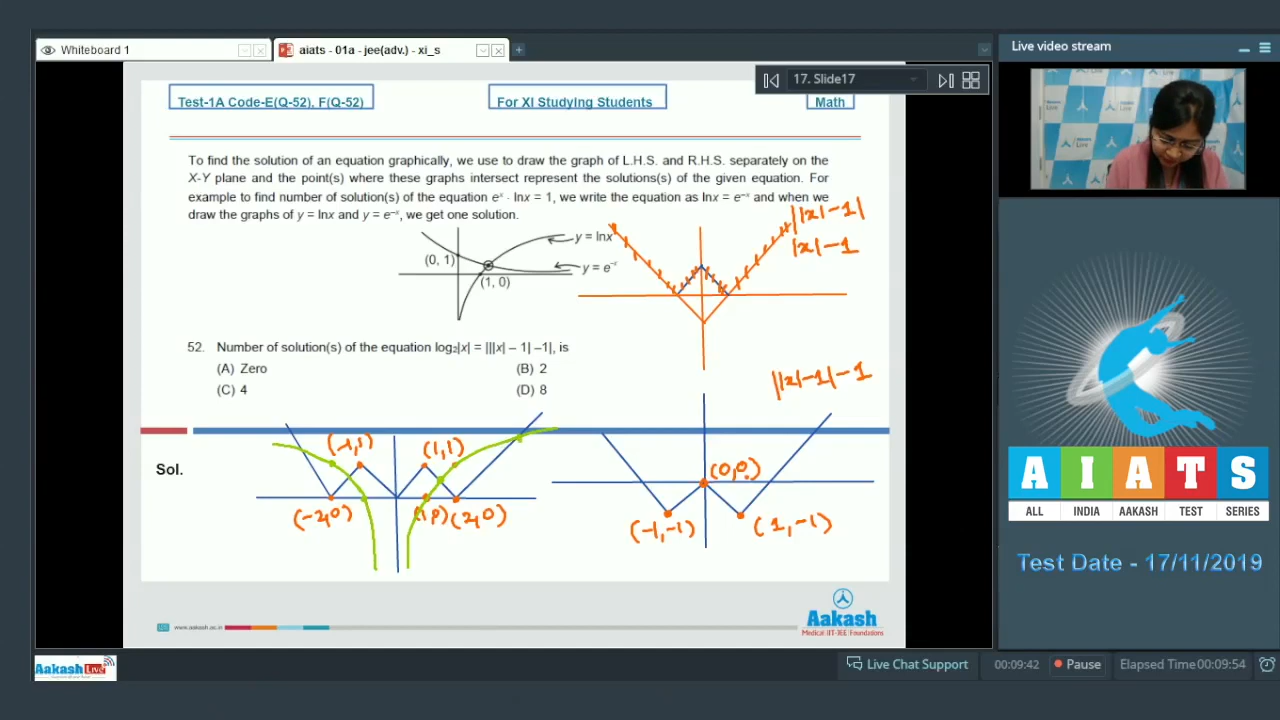 Whiteboard 1
aiats - 01a - jee(adv.) - xi_s
Live video stream
17. Slide17
Test-1A Code-E(Q-52), F(Q-52)
For XI Studying Students
Math
To find the solution of an equation graphically, we use to draw the graph of L.H.S. and R.H.S. separately on the
X-Y plane and the point(s) where these graphs intersect represent the solutions(s) of the given equation. For
example to find number of solution(s) of the equation eˣ · lnx = 1, we write the equation as lnx = e⁻ˣ and when we
draw the graphs of y = lnx and y = e⁻ˣ, we get one solution.
||x|-1|
|x|-1
y = lnx
(0, 1)
y = e⁻ˣ
(1, 0)
52. Number of solution(s) of the equation log₂|x| = |||x| – 1| –1|, is
(A) Zero
(B) 2
(C) 4
(D) 8
||x|-1|-1
Sol.
(-1,1)
(1,1)
(0,0)
(-2,0)
(1,0)
(2,0)
(-1,-1)
(1,-1)
AIATS
ALL INDIA AAKASH TEST SERIES
Test Date - 17/11/2019
www.aakash.ac.in
Aakash
Medical|IIT-JEE|Foundations
Aakash Live
Live Chat Support
00:09:42
Pause
Elapsed Time 00:09:54